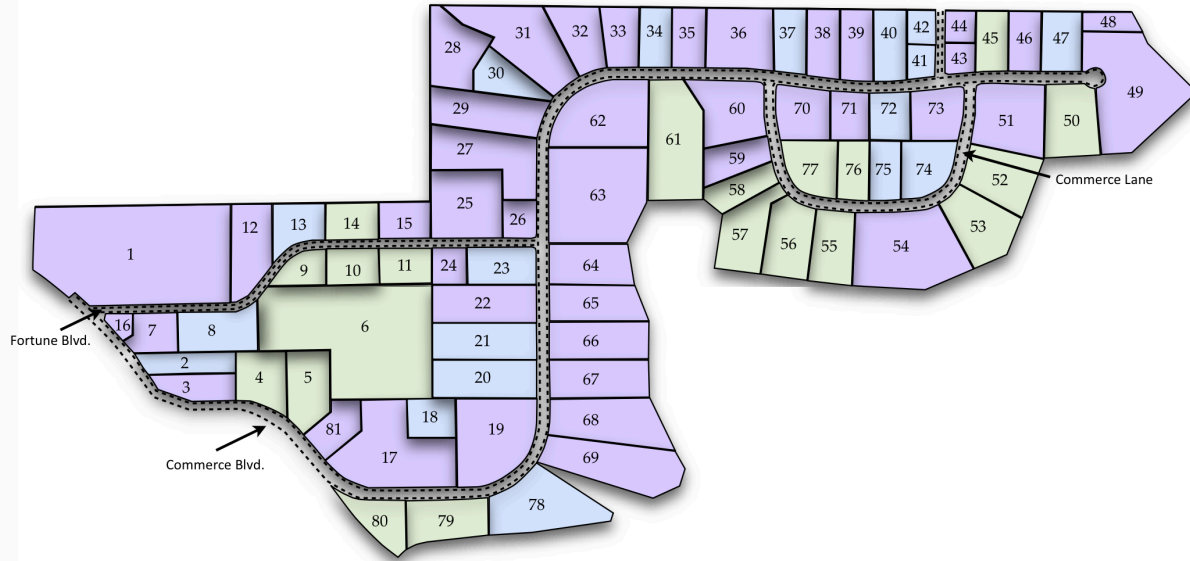 28 31 32 33 34 35 36 37 38 39 40 42 44 45 46 47 48
30 41 43 49
29 62 61 60 70 71 72 73 51 50
27 59 77 76 75 74 52 Commerce Lane
25 26 63 58 57 56 55 54 53
1 12 13 14 15
9 10 11 24 23 64
22 65
Fortune Blvd. 16 7 8 6 21 66
2 20 67
3 4 5
81 18 19 68
Commerce Blvd. 17 69
80 79 78